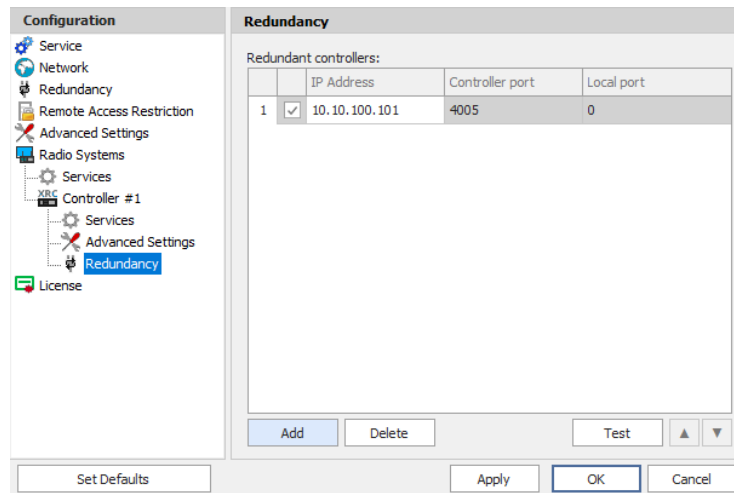 Configuration
Service
Network
Redundancy
Remote Access Restriction
Advanced Settings
Radio Systems
Services
XRC Controller #1
Services
Advanced Settings
Redundancy
License
Redundancy
Redundant controllers:
IP Address Controller port Local port
1 10.10.100.101 4005 0
Add Delete Test
Set Defaults Apply OK Cancel